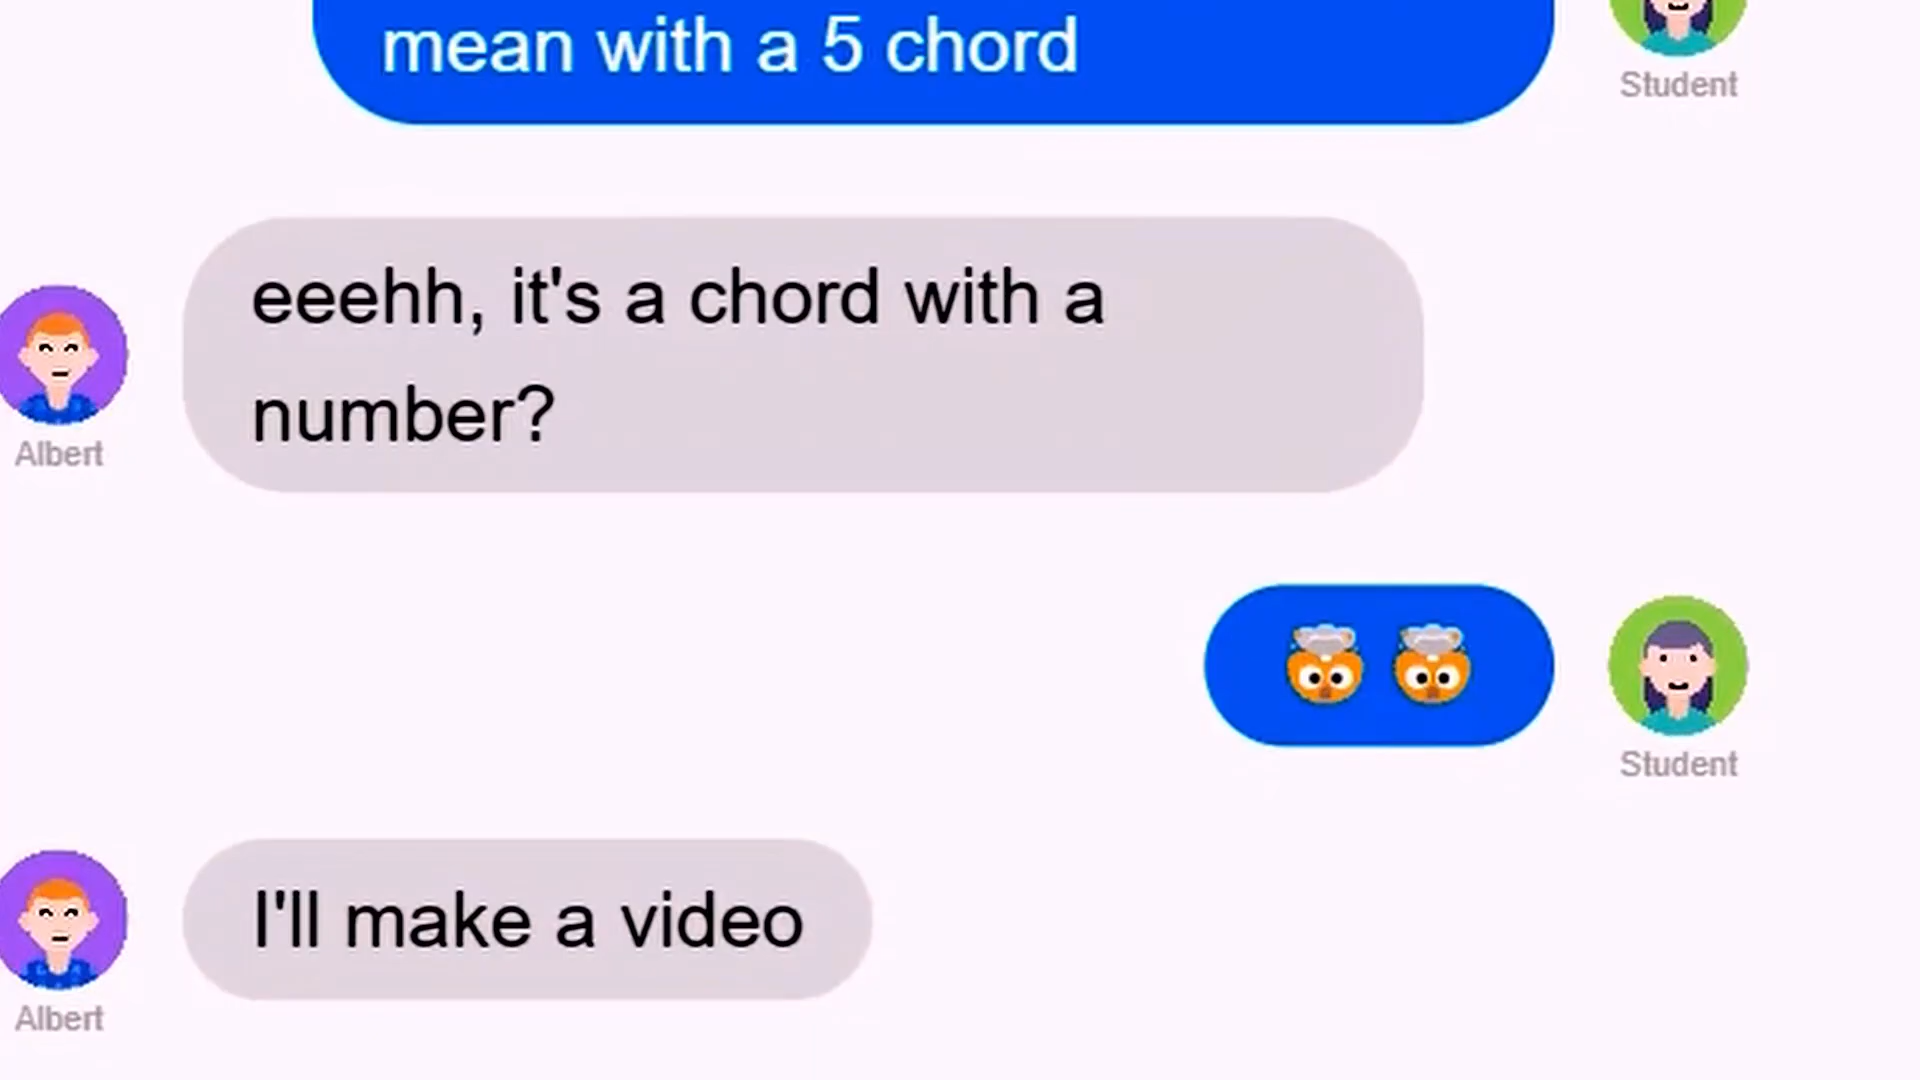 mean with a 5 chord
Student
eeehh, it's a chord with a
number?
Albert
🤯 🤯
Student
I'll make a video
Albert